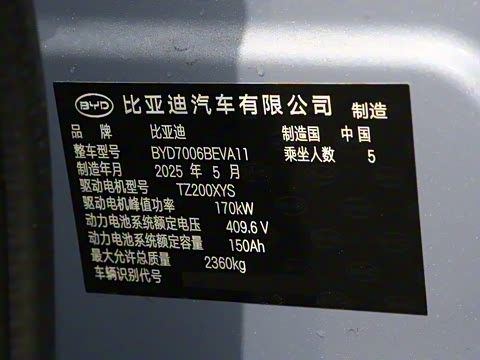 BYD 比亚迪汽车有限公司 制造
品牌 比亚迪 制造国 中国
整车型号 BYD7006BEVA11 乘坐人数 5
制造年月 2025 年 5 月
驱动电机型号 TZ200XYS
驱动电机峰值功率 170kW
动力电池系统额定电压 409.6 V
动力电池系统额定容量 150Ah
最大允许总质量 2360kg
车辆识别代号